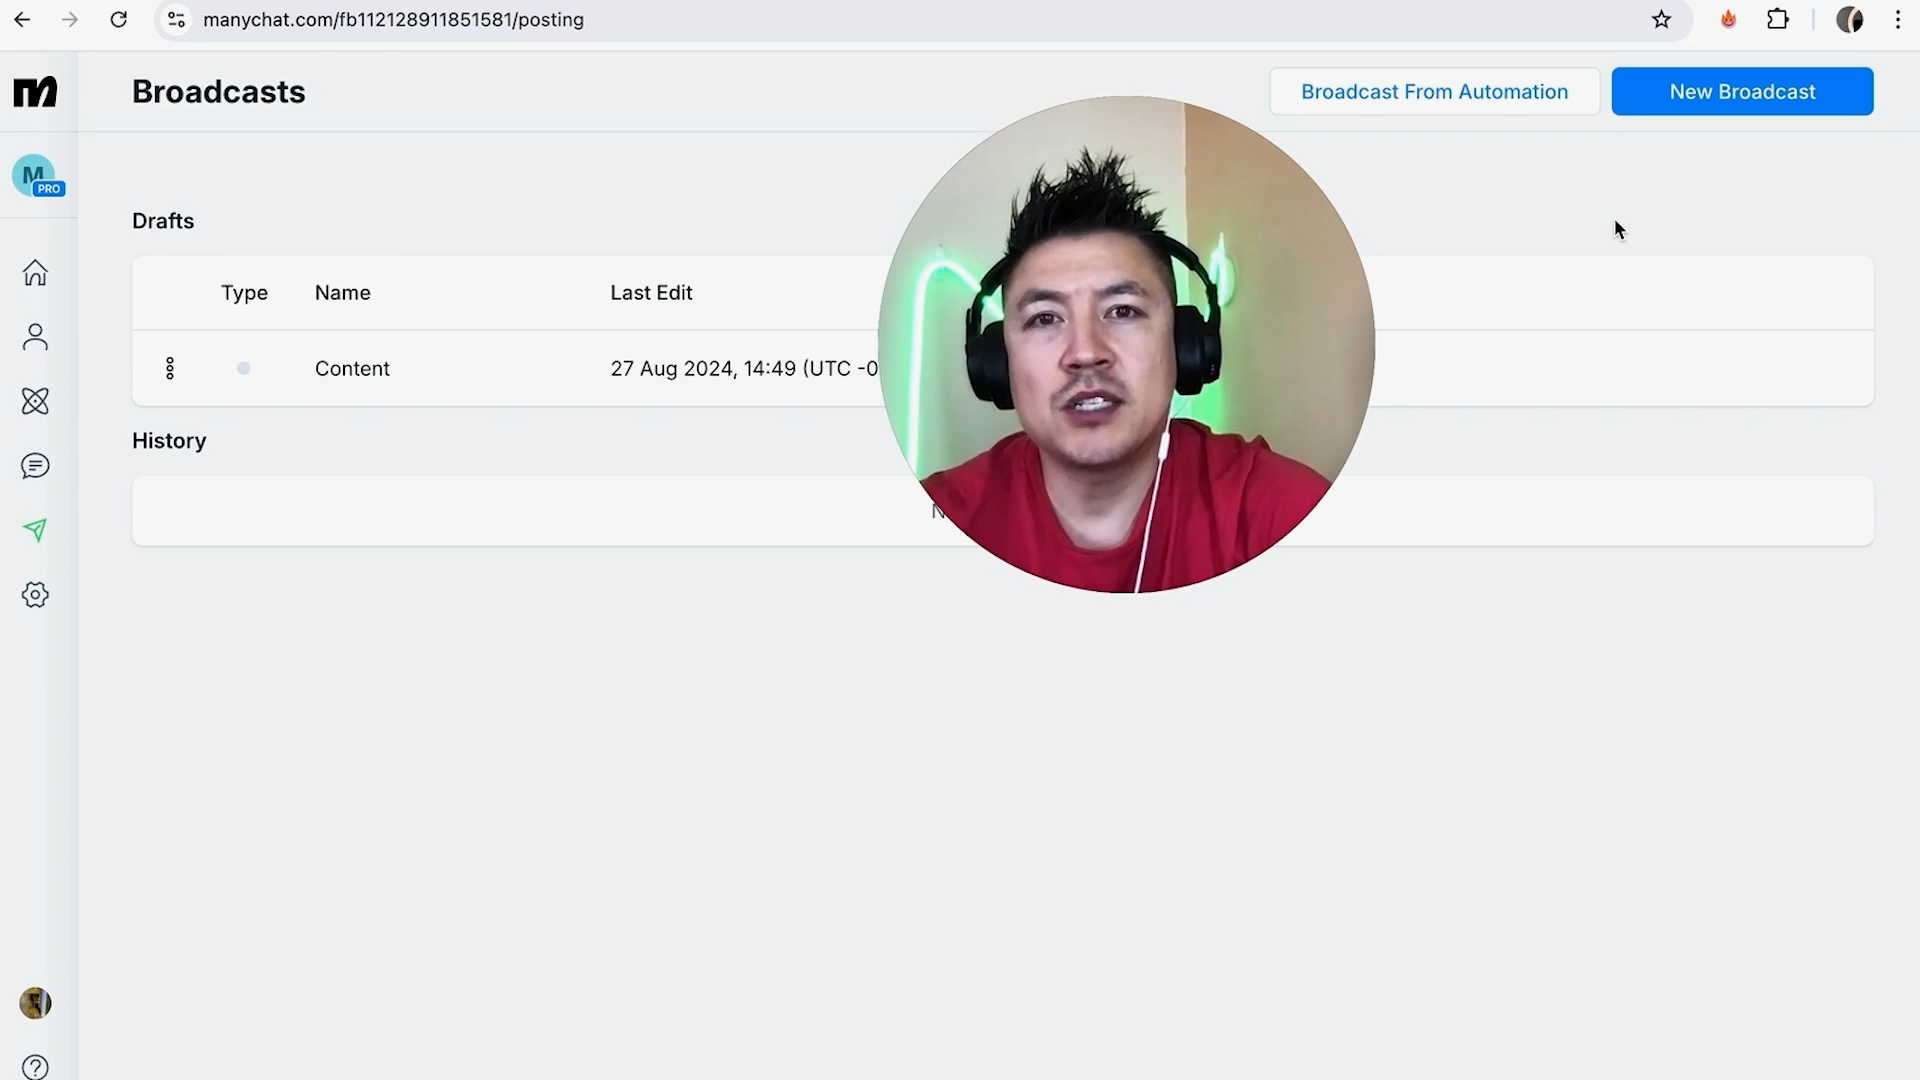 manychat.com/fb112128911851581/posting
Broadcasts
Broadcast From Automation
New Broadcast
M
PRO
Drafts
Type Name Last Edit
Content 27 Aug 2024, 14:49 (UTC -0
History
N